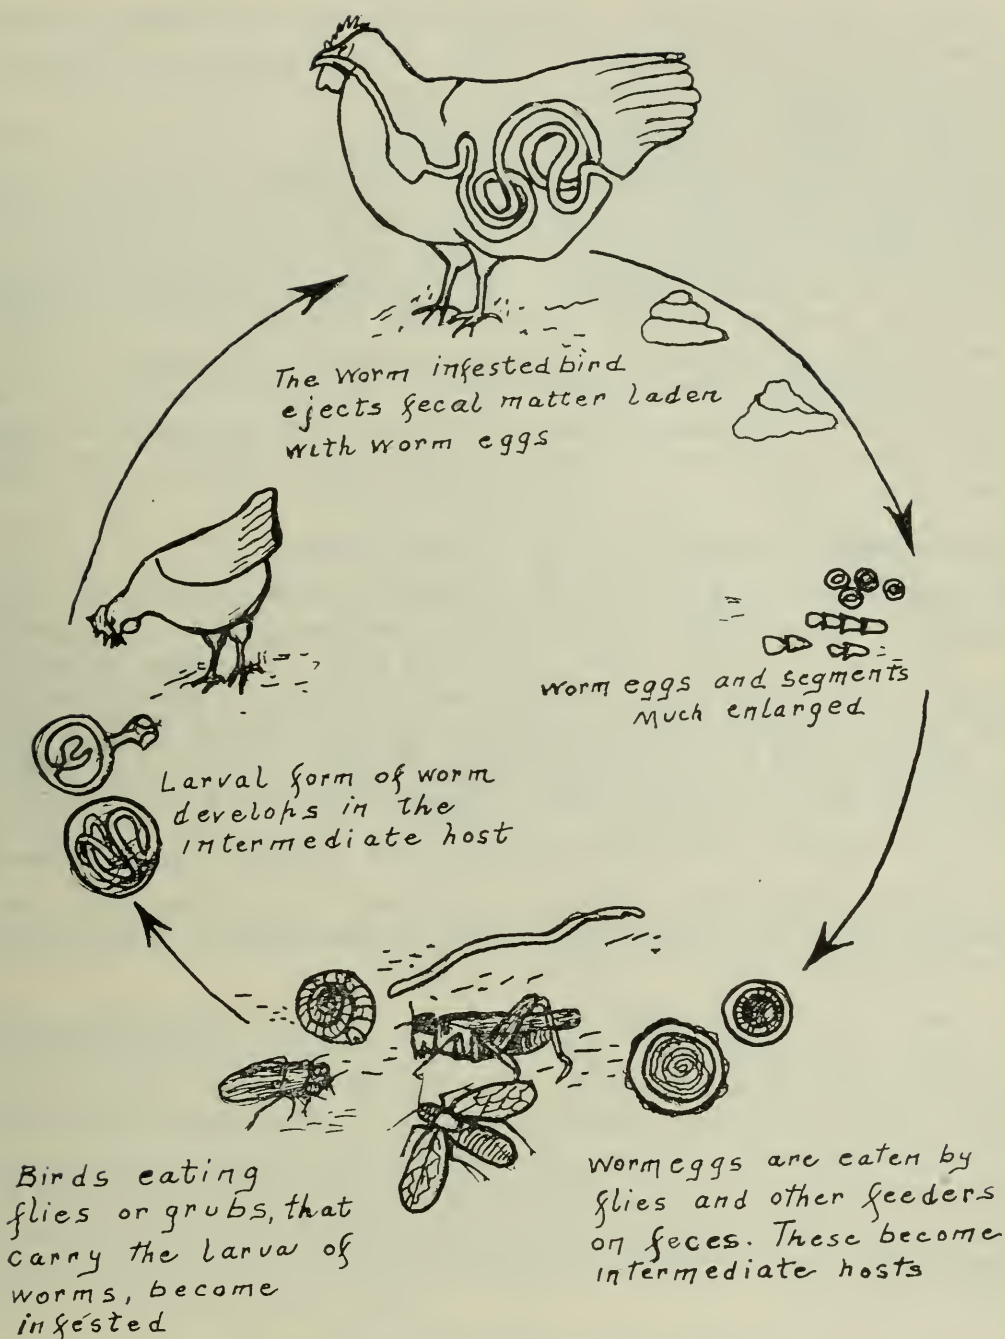 The Worm infested bird
ejects fecal matter laden
with worm eggs
Worm eggs and segments
Much enlarged
Larval form of worm
develops in the
intermediate host
Birds eating
flies or grubs, that
carry the larva of
worms, become
infested
Worm eggs are eaten by
flies and other feeders
on feces. These become
intermediate hosts